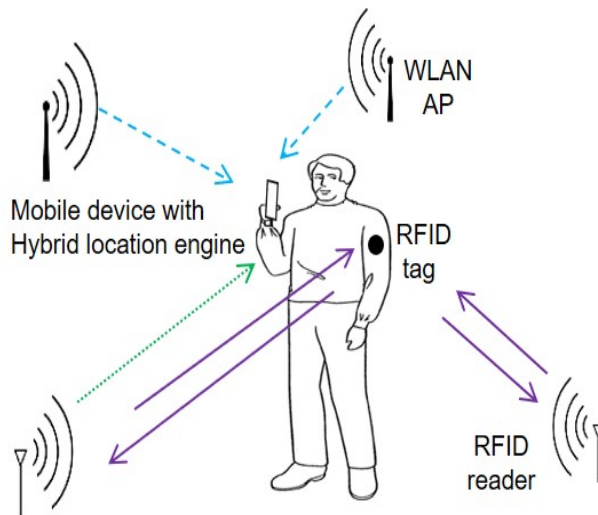 WLAN
AP
Mobile device with
Hybrid location engine
RFID
tag
RFID
reader